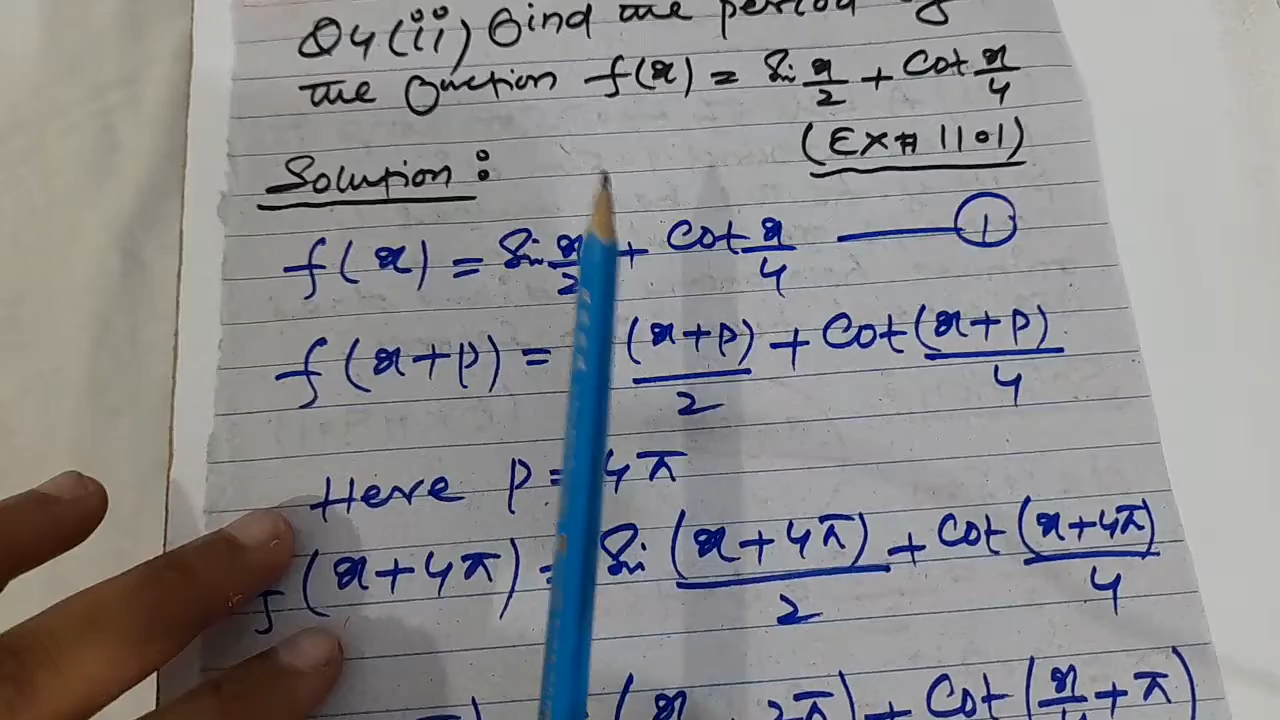 Q4(ii) Find the period of
the function f(x) = Sin x/2 + Cot x/4
(EX# 11.1)
Solution:
f(x) = Sin x/2 + Cot x/4 ——— ①
f(x+p) = (x+p)/2 + Cot (x+p)/4
Here p = 4π
f(x+4π) = Sin (x+4π)/2 + Cot (x+4π)/4
(x 2π) + Cot (x/4 + π)